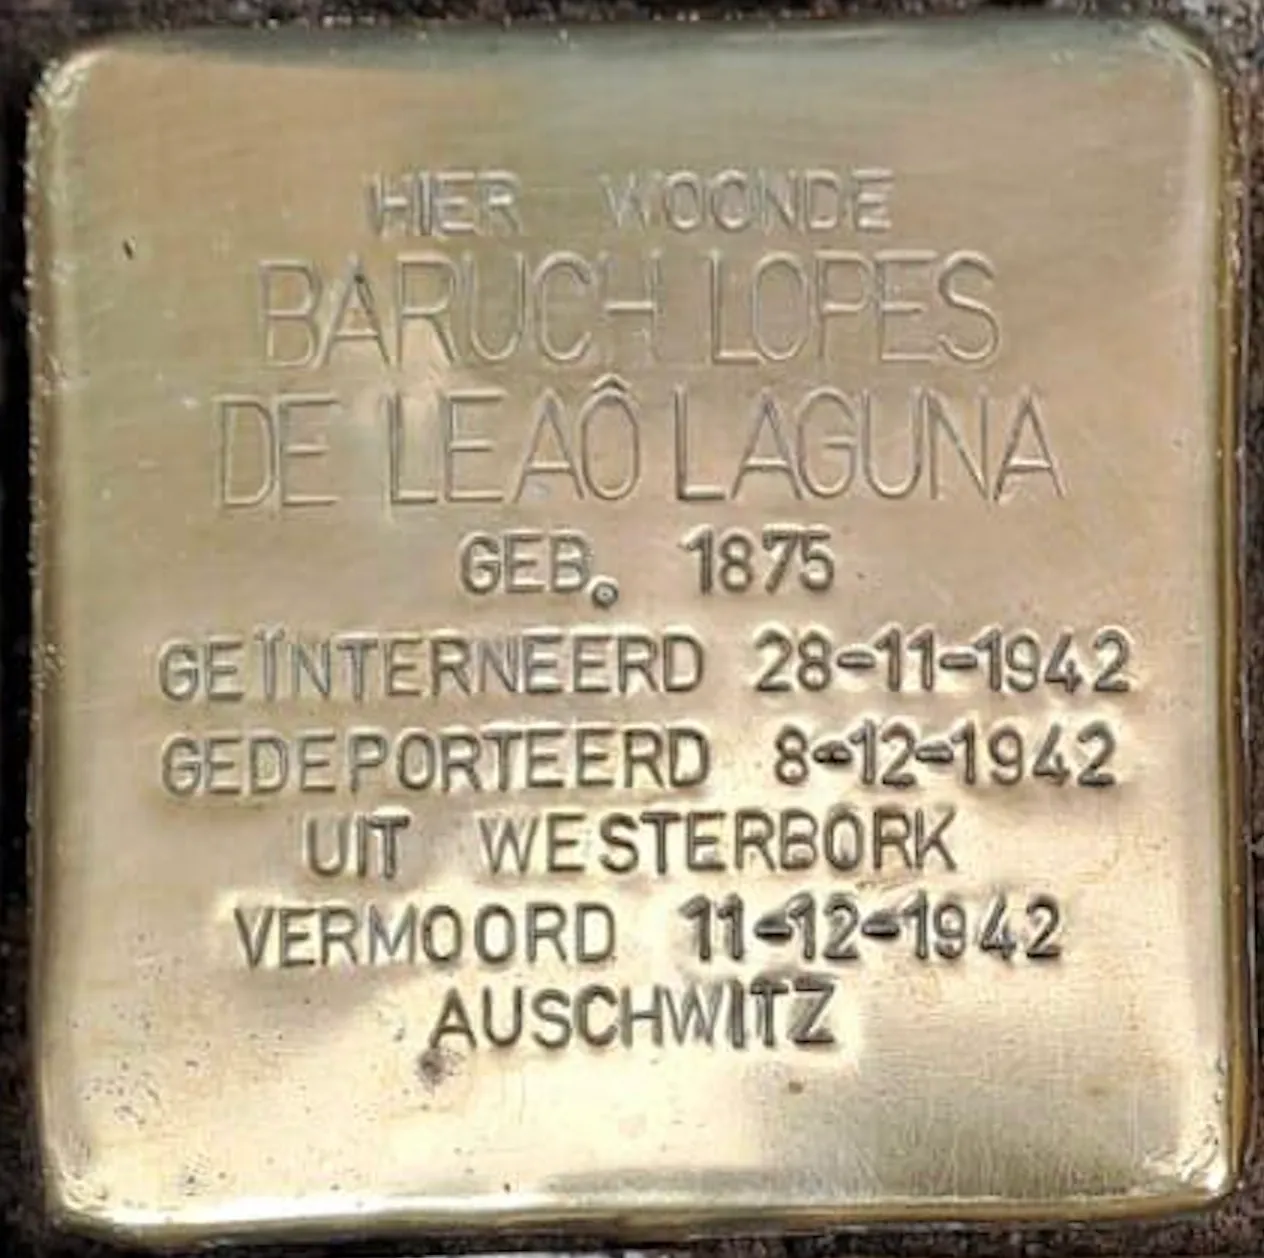 HIER WOONDE
BARUCH LOPES
DE LEAÔ LAGUNA
GEB. 1875
GEÏNTERNEERD 28-11-1942
GEDEPORTEERD 8-12-1942
UIT WESTERBORK
VERMOORD 11-12-1942
AUSCHWITZ